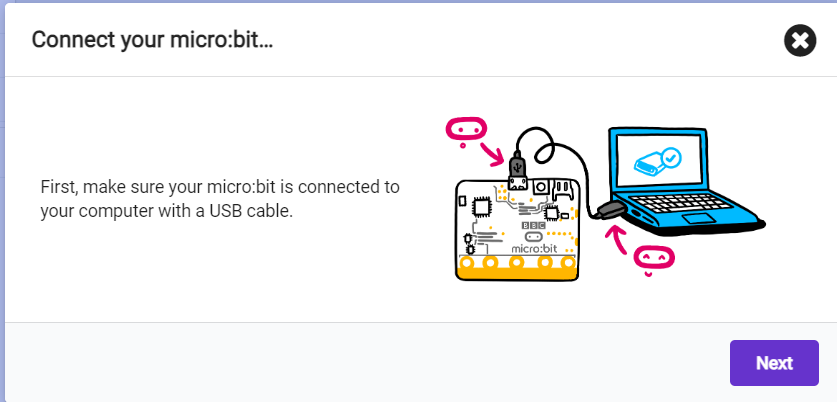 Connect your micro:bit...
First, make sure your micro:bit is connected to
your computer with a USB cable.
BBC
micro:bit
Next